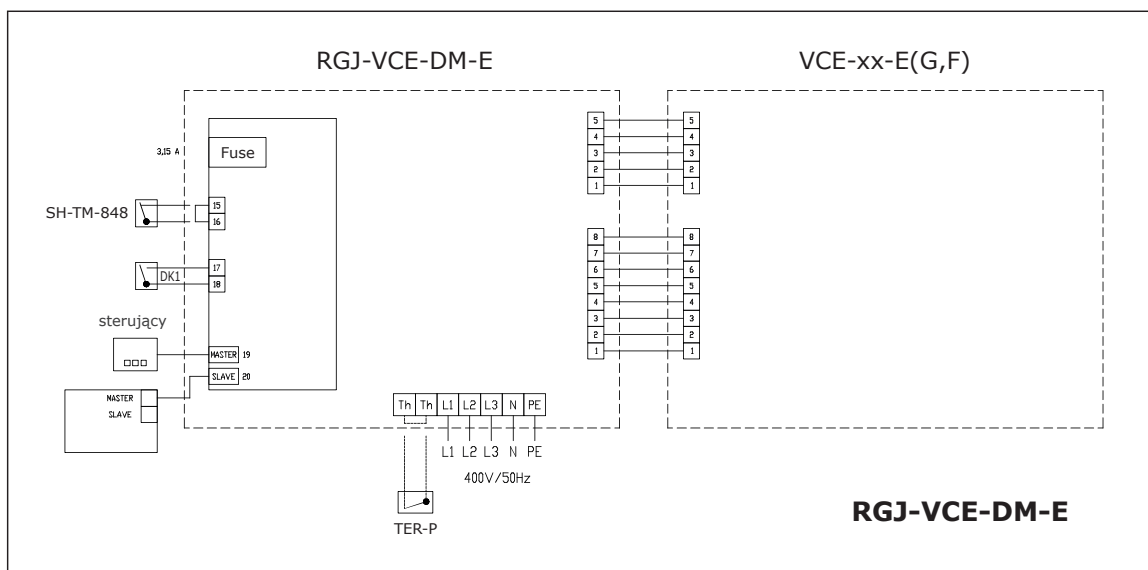 RGJ-VCE-DM-E
VCE-xx-E(G,F)
3,15 A
Fuse
SH-TM-848
15
16
DK1
17
18
sterujący
MASTER 19
SLAVE 20
MASTER
SLAVE
5 5
4 4
3 3
2 2
1 1
8 8
7 7
6 6
5 5
4 4
3 3
2 2
1 1
Th Th L1 L2 L3 N PE
L1 L2 L3 N PE
400V/50Hz
TER-P
RGJ-VCE-DM-E